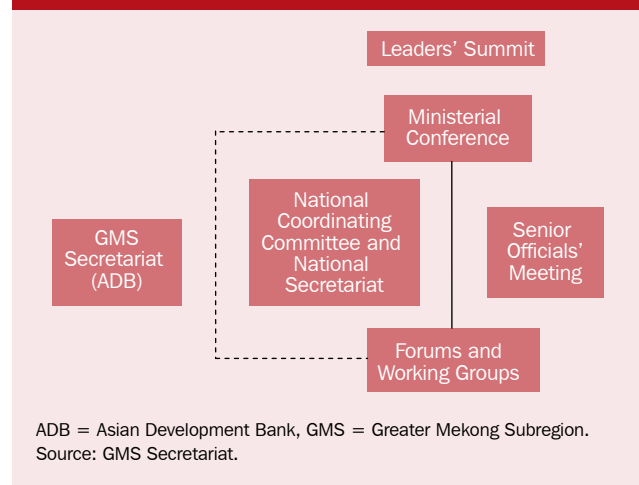 Leaders’ Summit
Ministerial
Conference
National
Coordinating
Committee and
National
Secretariat
GMS
Secretariat
(ADB)
Senior
Officials’
Meeting
Forums and
Working Groups
ADB = Asian Development Bank, GMS = Greater Mekong Subregion.
Source: GMS Secretariat.